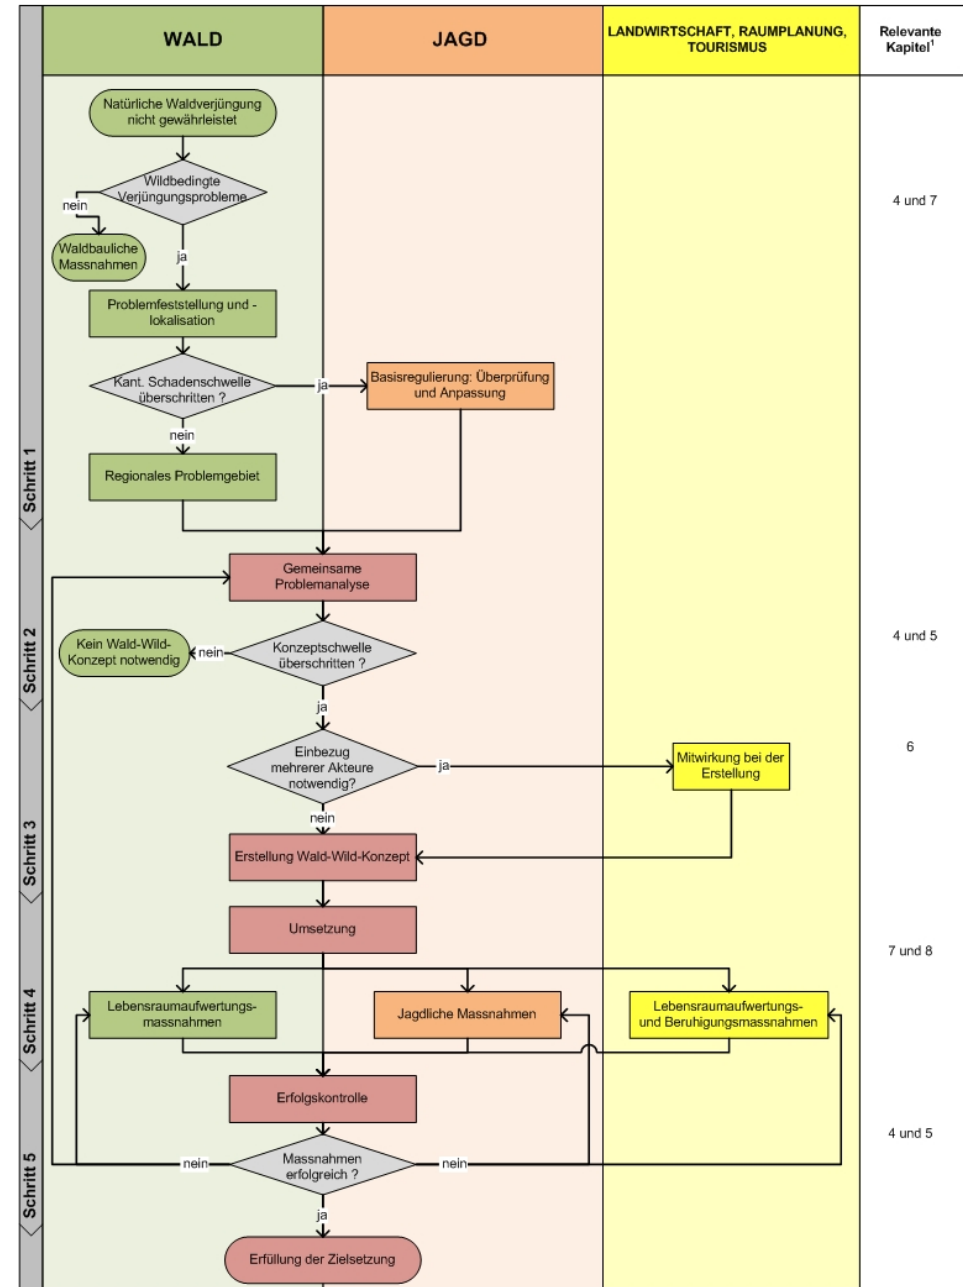 WALD
JAGD
LANDWIRTSCHAFT, RAUMPLANUNG,
TOURISMUS
Relevante
Kapitel1
Natürliche Waldverjüngung
nicht gewährleistet
Wildbedingte
Verjüngungsprobleme
4 und 7
nein
Waldbauliche
Massnahmen
ja
Problemfeststellung und -
lokalisation
Kant. Schadenschwelle
überschritten ?
ja
Basisregulierung: Überprüfung
und Anpassung
nein
Regionales Problemgebiet
Schritt 1
Gemeinsame
Problemanalyse
Kein Wald-Wild-
Konzept notwendig
nein
Konzeptschwelle
überschritten ?
4 und 5
Schritt 2
ja
Einbezug
mehrerer Akteure
notwendig?
ja
Mitwirkung bei der
Erstellung
6
nein
Erstellung Wald-Wild-Konzept
Schritt 3
Umsetzung
7 und 8
Lebensraumaufwertungs-
massnahmen
Jagdliche Massnahmen
Lebensraumaufwertungs-
und Beruhigungsmassnahmen
Schritt 4
Erfolgskontrolle
4 und 5
nein
Massnahmen
erfolgreich ?
nein
Schritt 5
ja
Erfüllung der Zielsetzung